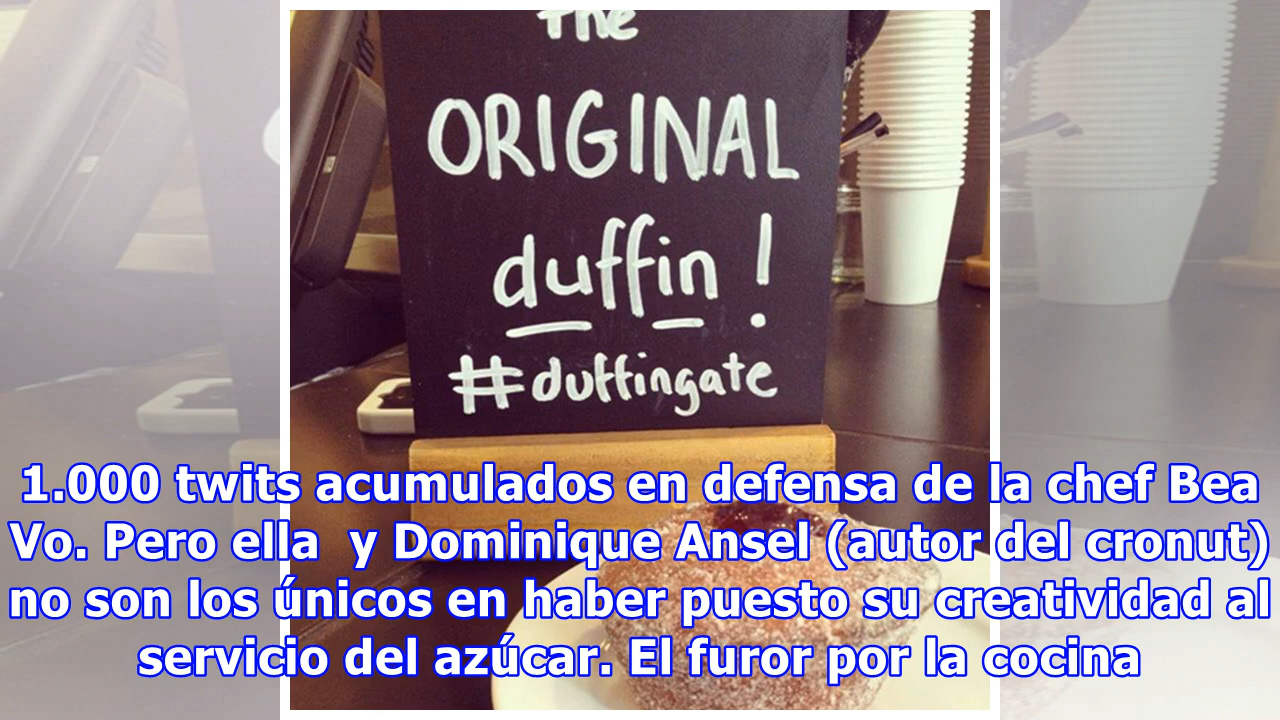 the
ORIGINAL
duffin!
#duffingate
1.000 twits acumulados en defensa de la chef Bea
Vo. Pero ella  y Dominique Ansel (autor del cronut)
no son los únicos en haber puesto su creatividad al
servicio del azúcar. El furor por la cocina